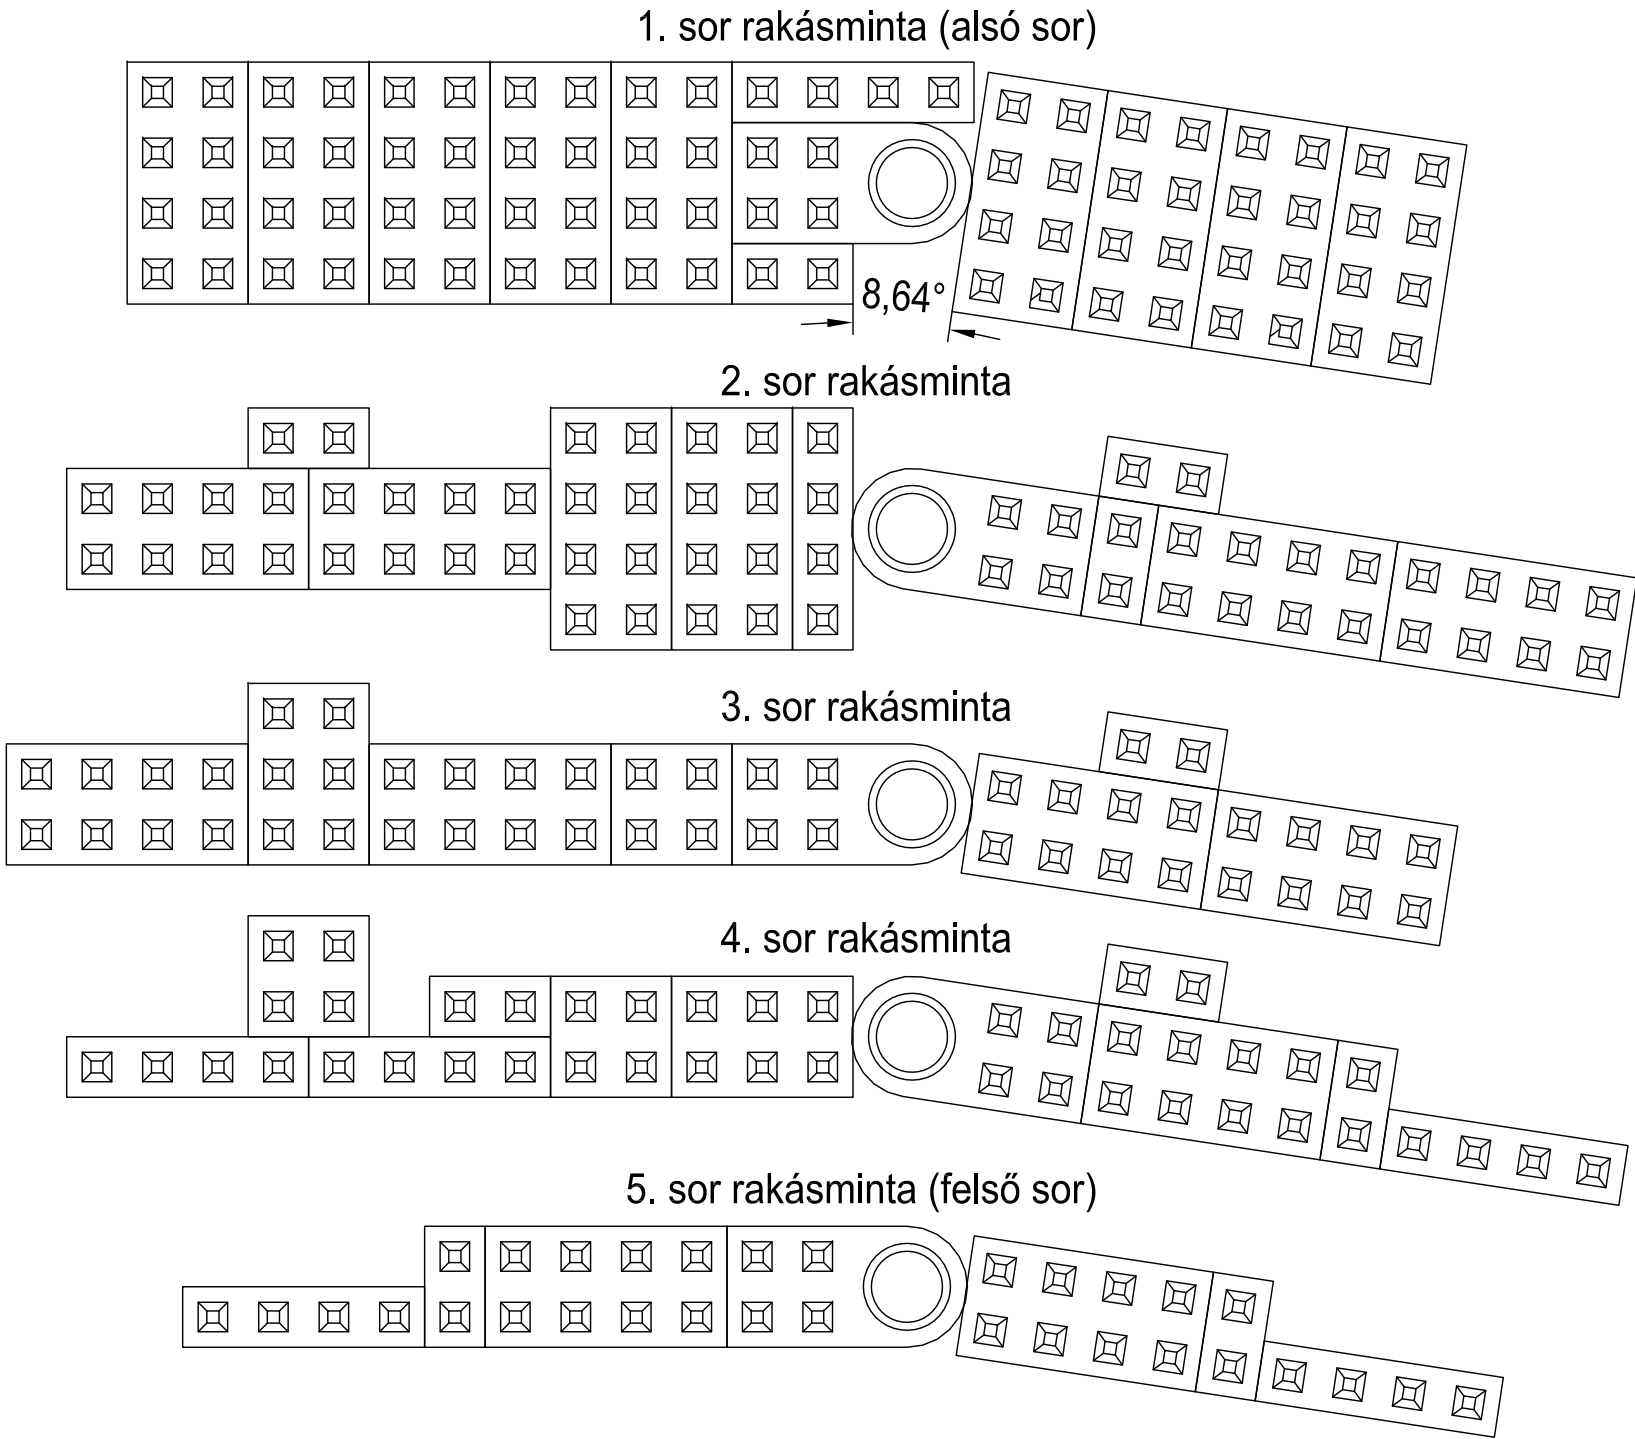 1. sor rakásminta (alsó sor)
8,64°
2. sor rakásminta
3. sor rakásminta
4. sor rakásminta
5. sor rakásminta (felső sor)